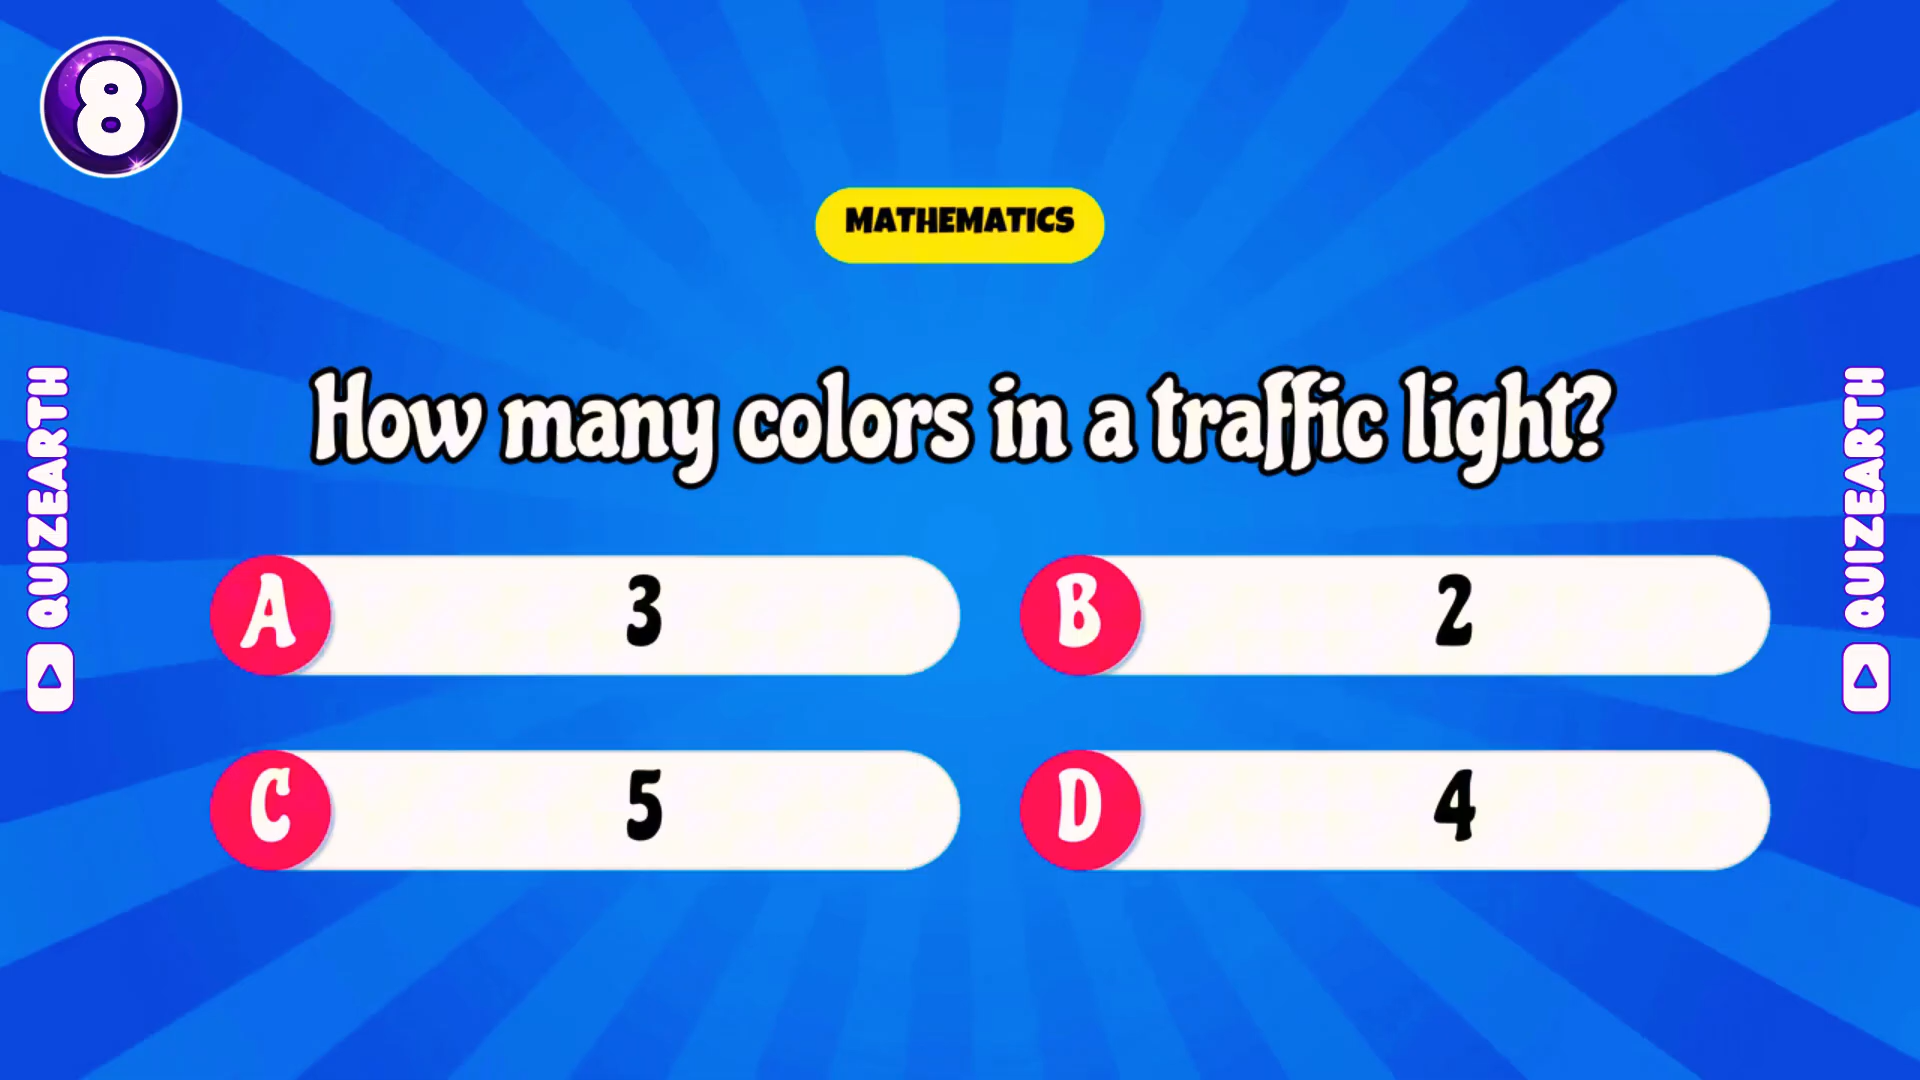 8
MATHEMATICS
How many colors in a traffic light?
A 3
B 2
C 5
D 4
QUIZEARTH
QUIZEARTH